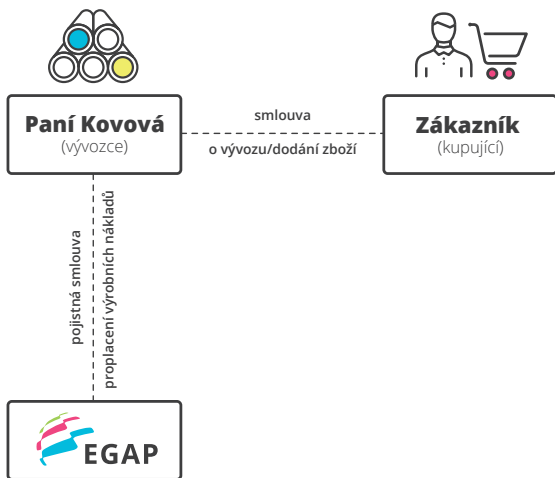 Paní Kovová
(vývozce)
smlouva
o vývozu/dodání zboží
Zákazník
(kupující)
pojistná smlouva
proplacení výrobních nákladů
EGAP